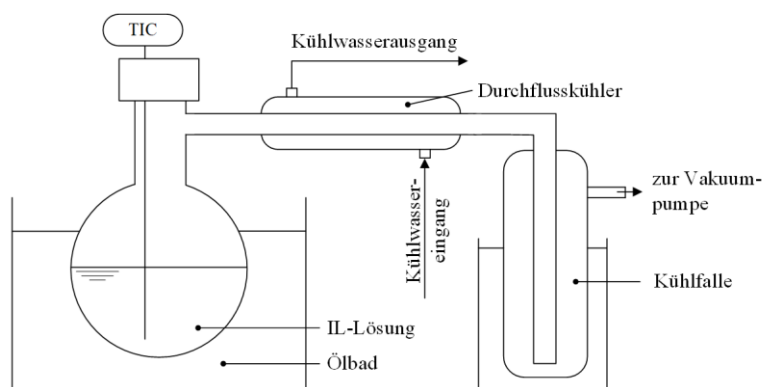 TIC
Kühlwasserausgang
Durchflusskühler
Kühlwasser-
eingang
zur Vakuum-
pumpe
Kühlfalle
IL-Lösung
Ölbad